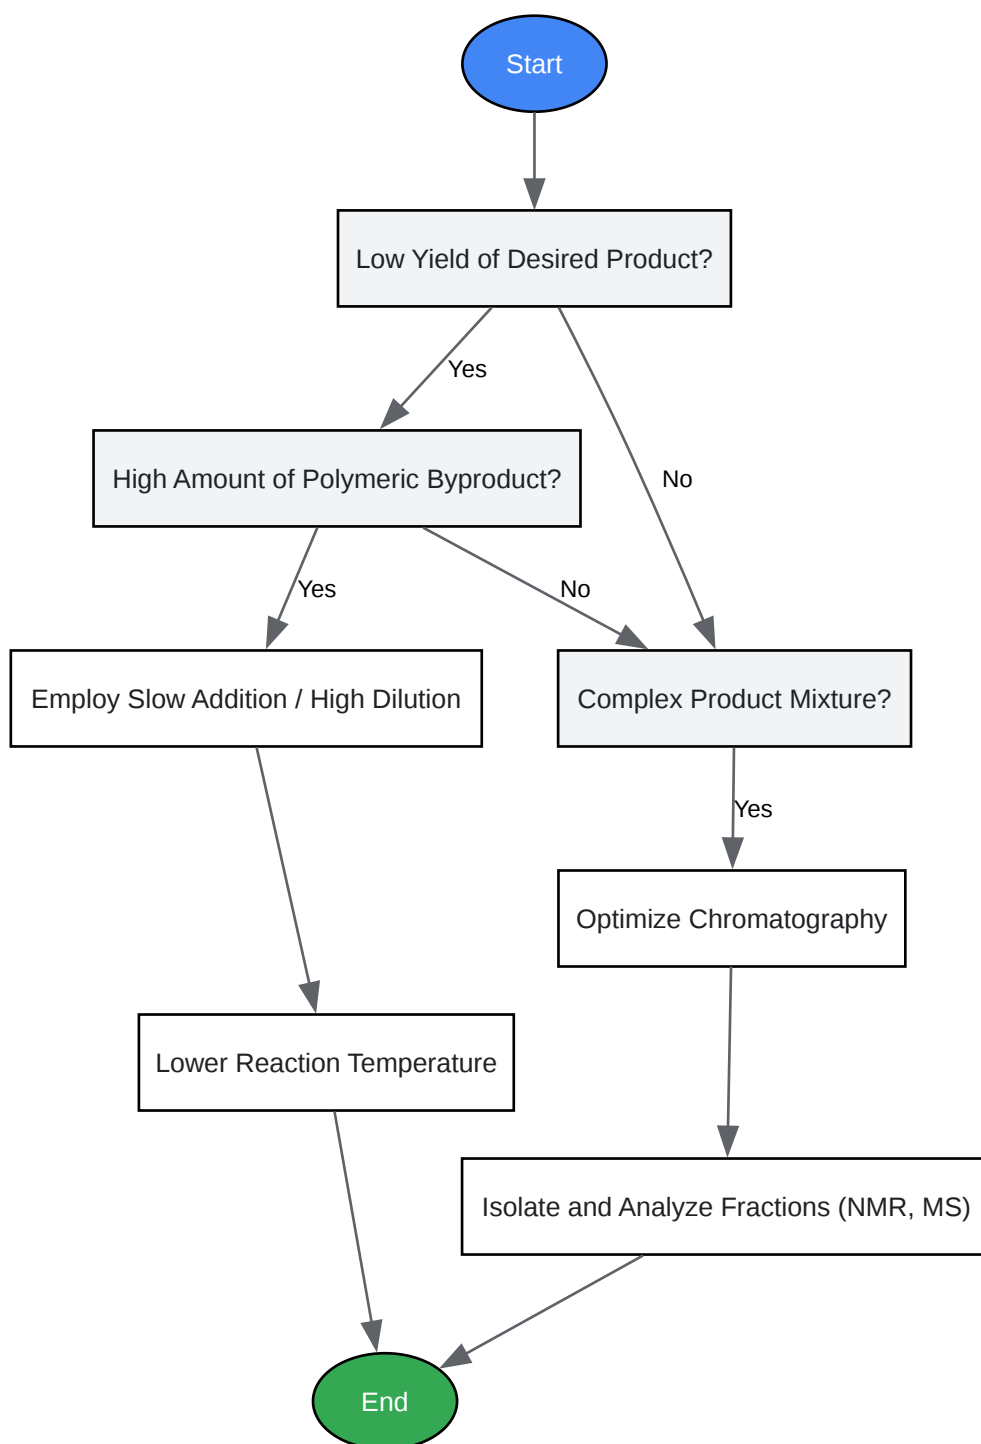 Start
Low Yield of Desired Product?
Yes
High Amount of Polymeric Byproduct?
No
Yes
No
Employ Slow Addition / High Dilution
Complex Product Mixture?
Yes
Optimize Chromatography
Lower Reaction Temperature
Isolate and Analyze Fractions (NMR, MS)
End